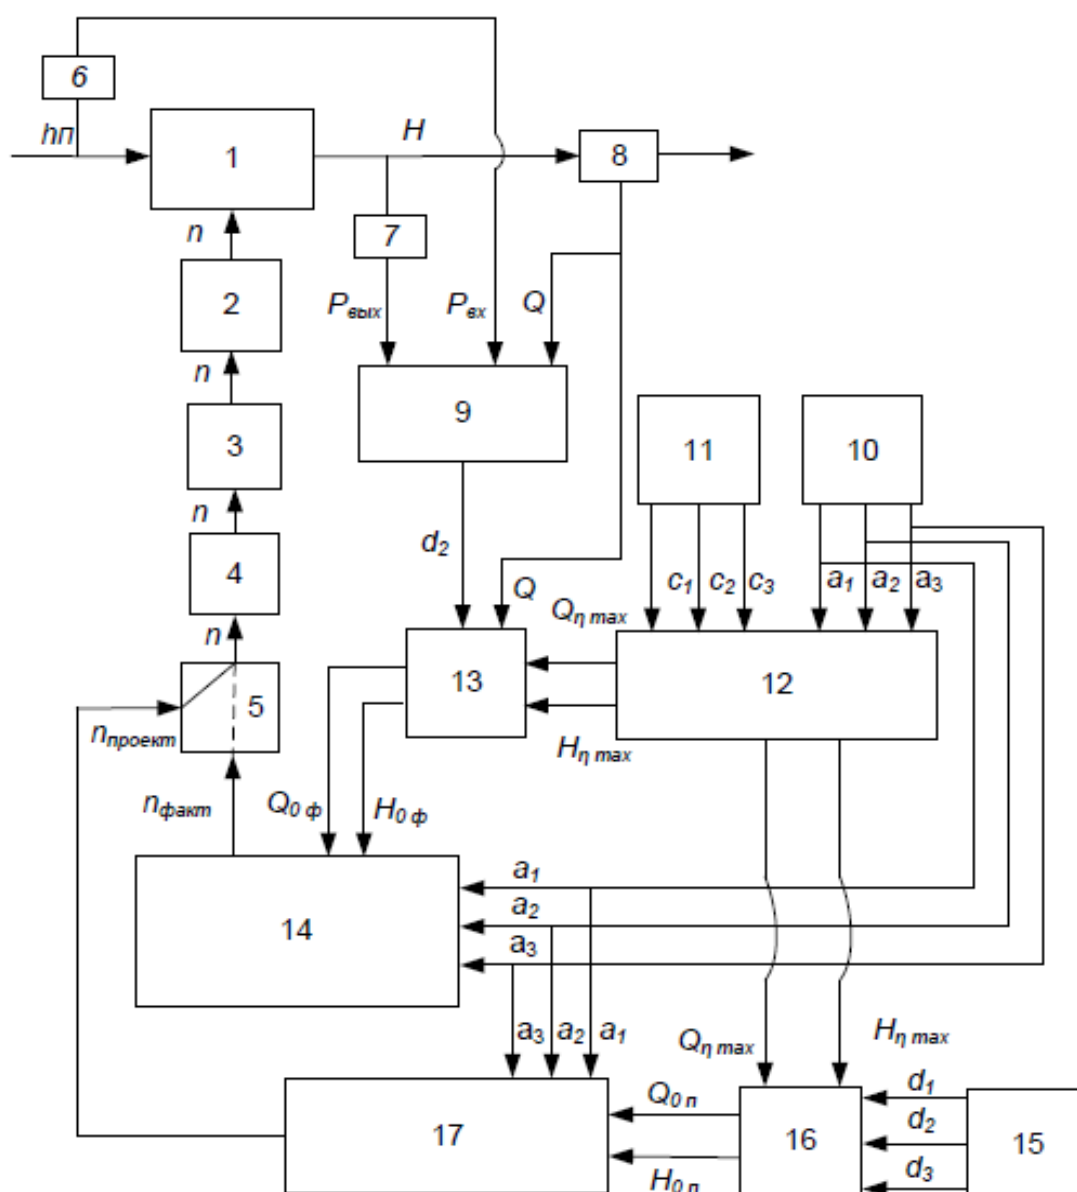 6
hп
H
1
8
n
7
2
Pвых
Pвх
Q
n
3
9
11
10
n
d2
4
c1
c2
c3
a1
a2
a3
Q
Qη max
n
13
12
5
nпроект
Hη max
nфакт
Q0 ф
H0 ф
a1
14
a2
a3
a3
a2
a1
Qη max
Hη max
d1
Q0 п
17
16
d2
15
d3
H0 п